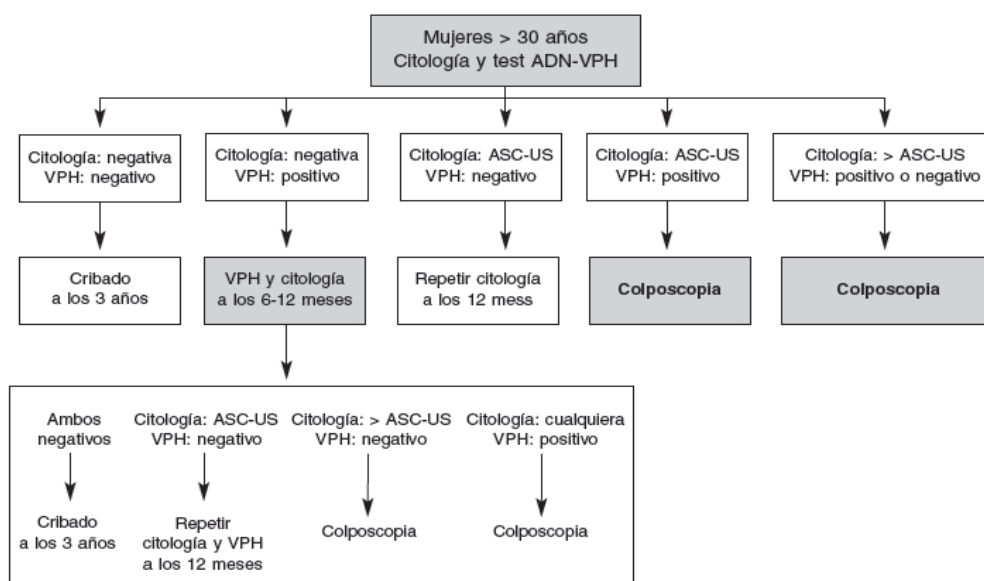 Mujeres > 30 años
Citología y test ADN-VPH
Citología: negativa
VPH: negativo
Citología: negativa
VPH: positivo
Citología: ASC-US
VPH: negativo
Citología: ASC-US
VPH: positivo
Citología: > ASC-US
VPH: positivo o negativo
Cribado
a los 3 años
VPH y citología
a los 6-12 meses
Repetir citología
a los 12 mess
Colposcopia
Colposcopia
Ambos
negativos
Citología: ASC-US
VPH: negativo
Citología: > ASC-US
VPH: negativo
Citología: cualquiera
VPH: positivo
Cribado
a los 3 años
Repetir
citología y VPH
a los 12 meses
Colposcopia
Colposcopia